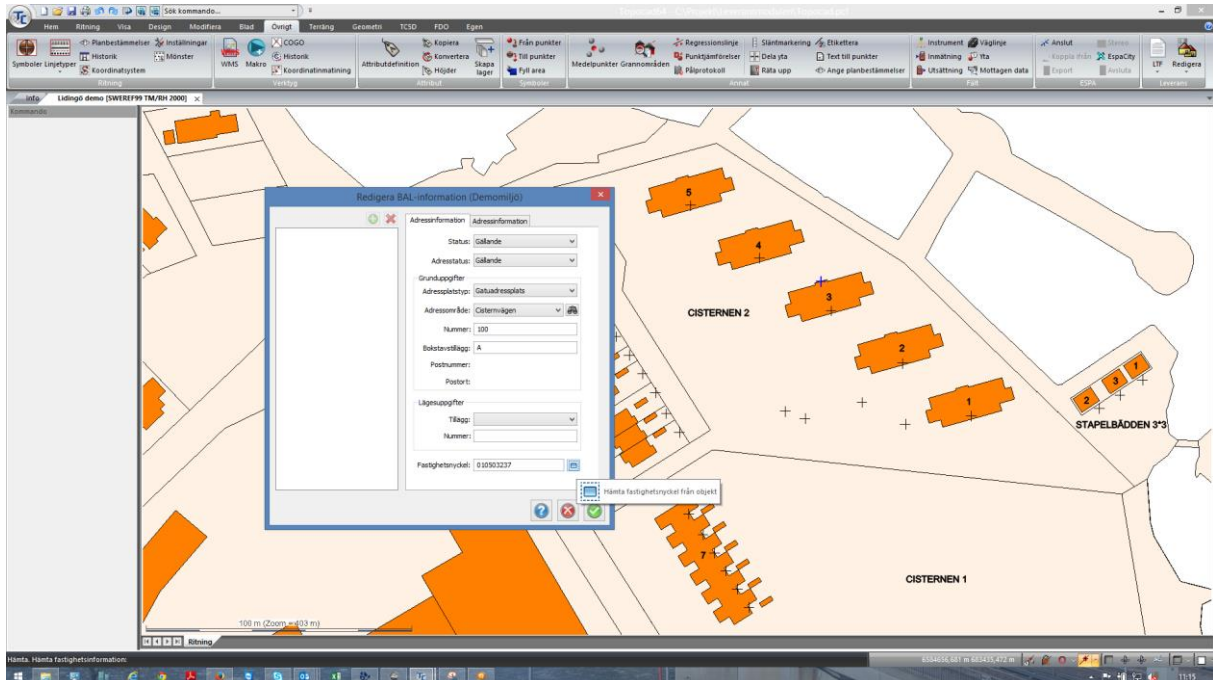 Sök kommando...
Hem Ritning Visa Design Modifiera Blad Övrigt Terräng Geometri TCSD FDO Egen
Symboler Linjetyper Planbestämmelser Historik Koordinatsystem Inställningar Mönster
WMS Makro COGO Historik Koordinatinmatning
Attributdefinition Kopiera Konvertera Höjder Skapa lager
Från punkter Till punkter Fyll area
Medelpunkter Grannområden Regressionslinje Punktjämförelser Pålprotokoll Släntmarkering Dela yta Räta upp Etikettera Text till punkter Ange planbestämmelser
Instrument Inmätning Utsättning Väglinje Yta Mottagen data
Anslut Koppla från Export Starta EspaCity Avsluta
LTF Redigera
Ritning Verktyg Attribut Symboler Annat Fält ESPA Leverans
info Lidingö demo [SWEREF99 TM/RH 2000]
Kommando
Redigera BAL-information (Demomiljö)
Adressinformation Adressinformation
Status: Gällande
Adresstatus: Gällande
Grunduppgifter
Adressplatstyp: Gatuadressplats
Adressområde: Cisternvägen
Nummer: 100
Bokstavstillägg: A
Postnummer:
Postort:
Lägesuppgifter
Tillägg:
Nummer:
Fastighetsnyckel: 010503237
Hämta fastighetsnyckel från objekt
5
4
3
CISTERNEN 2
2
1
1
3
2
STAPELBÄDDEN 3*3
7
CISTERNEN 1
100 m (Zoom = 403 m)
Ritning
Hämta. Hämta fastighetsinformation:
11:15